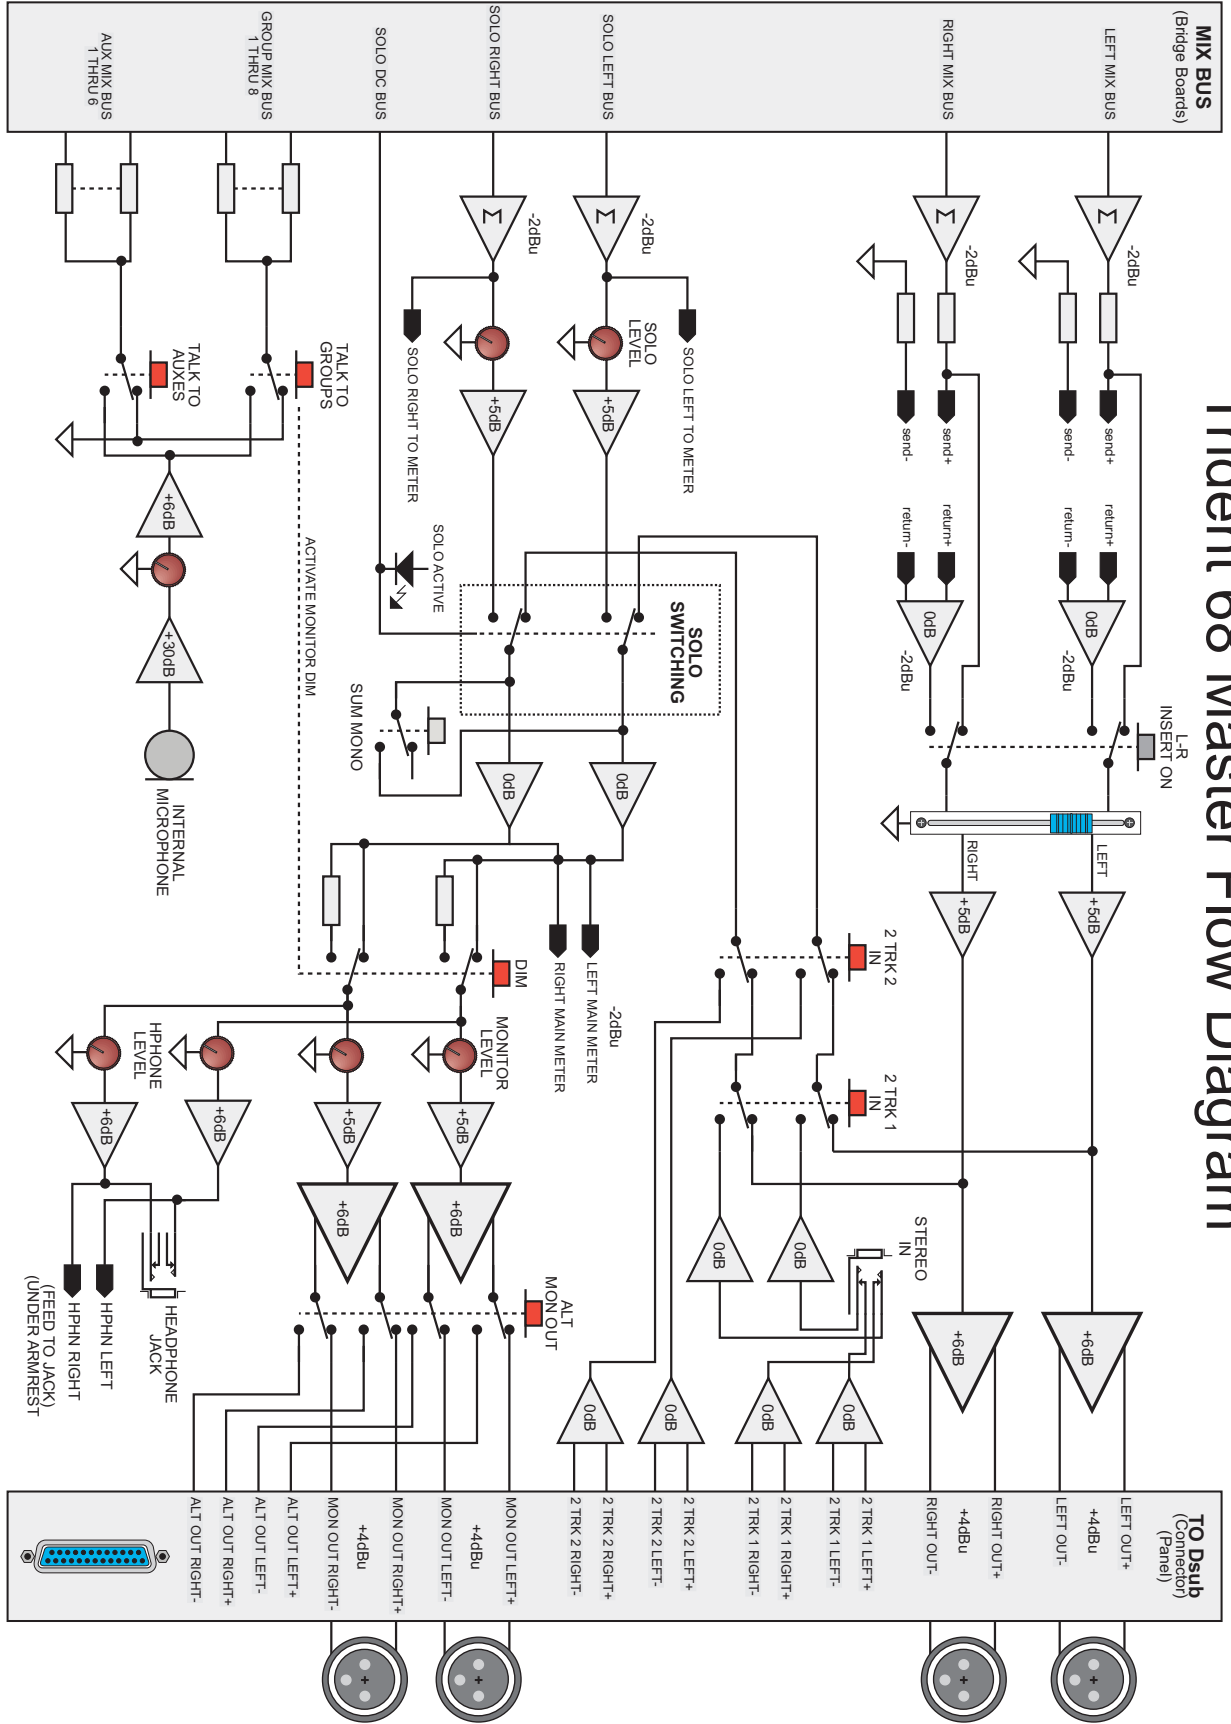 Trident 68 Master Flow Diagram
MIX BUS
(Bridge Boards)
LEFT MIX BUS
RIGHT MIX BUS
SOLO LEFT BUS
SOLO RIGHT BUS
SOLO DC BUS
GROUP MIX BUS
1 THRU 8
AUX MIX BUS
1 THRU 6
Σ
-2dBu
send+
send-
return+
return-
0dB
-2dBu
L-R
INSERT ON
LEFT
+5dB
+6dB
Σ
-2dBu
send+
send-
return+
return-
0dB
-2dBu
RIGHT
+5dB
+6dB
Σ
-2dBu
SOLO LEFT TO METER
SOLO
LEVEL
+5dB
Σ
-2dBu
SOLO RIGHT TO METER
+5dB
SOLO ACTIVE
SOLO
SWITCHING
SUM MONO
0dB
0dB
2 TRK 2
IN
2 TRK 1
IN
STEREO
IN
0dB
0dB
0dB
0dB
0dB
0dB
-2dBu
LEFT MAIN METER
RIGHT MAIN METER
DIM
MONITOR
LEVEL
+5dB
+6dB
+5dB
+6dB
ALT
MON OUT
TALK TO
GROUPS
TALK TO
AUXES
ACTIVATE MONITOR DIM
+6dB
+30dB
INTERNAL
MICROPHONE
HPHONE
LEVEL
+6dB
+6dB
HEADPHONE
JACK
HPHN LEFT
HPHN RIGHT
(FEED TO JACK)
(UNDER ARMREST
TO Dsub
(Connector)
(Panel)
LEFT OUT+
+4dBu
LEFT OUT-
RIGHT OUT+
+4dBu
RIGHT OUT-
2 TRK 1 LEFT+
2 TRK 1 LEFT-
2 TRK 1 RIGHT+
2 TRK 1 RIGHT-
2 TRK 2 LEFT+
2 TRK 2 LEFT-
2 TRK 2 RIGHT+
2 TRK 2 RIGHT-
MON OUT LEFT+
+4dBu
MON OUT LEFT-
MON OUT RIGHT+
+4dBu
MON OUT RIGHT-
ALT OUT LEFT+
ALT OUT LEFT-
ALT OUT RIGHT+
ALT OUT RIGHT-